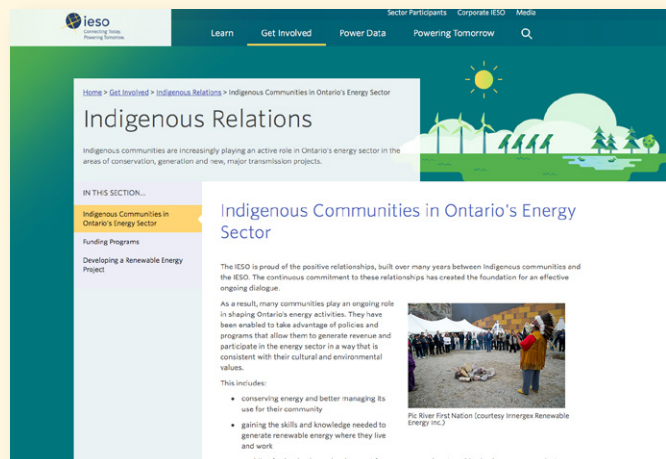 Sector Participants Corporate IESO Media
ieso
Connecting Today.
Powering Tomorrow.
Learn Get Involved Power Data Powering Tomorrow
Home > Get Involved > Indigenous Relations > Indigenous Communities in Ontario's Energy Sector
Indigenous Relations
Indigenous communities are increasingly playing an active role in Ontario's energy sector in the
areas of conservation, generation and new, major transmission projects.
IN THIS SECTION...
Indigenous Communities in
Ontario's Energy Sector
Funding Programs
Developing a Renewable Energy
Project
Indigenous Communities in Ontario's Energy
Sector
The IESO is proud of the positive relationships, built over many years between Indigenous communities and
the IESO. The continuous commitment to these relationships has created the foundation for an effective
ongoing dialogue.
As a result, many communities play an ongoing role
in shaping Ontario's energy activities. They have
been enabled to take advantage of policies and
programs that allow them to generate revenue and
participate in the energy sector in a way that is
consistent with their cultural and environmental
values.
This includes:
• conserving energy and better managing its
use for their community
• gaining the skills and knowledge needed to
generate renewable energy where they live
and work
Pic River First Nation (courtesy Innergex Renewable
Energy Inc.)